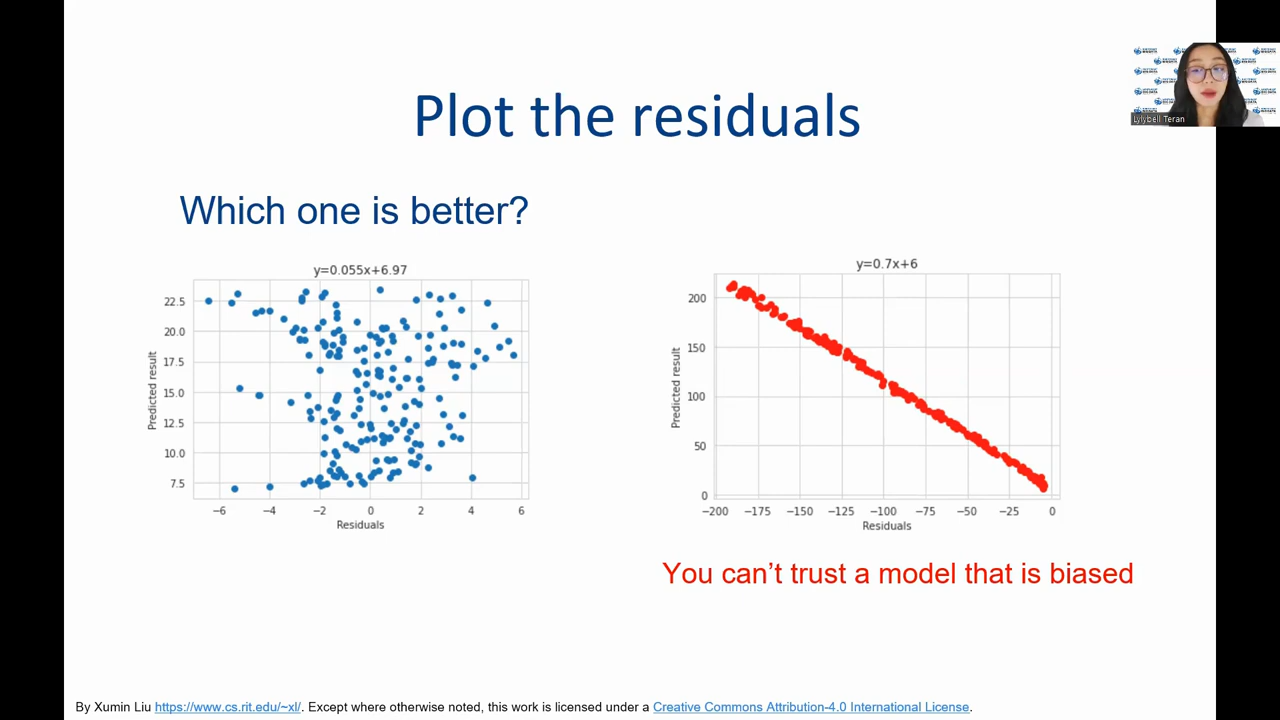 Plot the residuals
Lylybell Teran
Which one is better?
y=0.055x+6.97
22.5
20.0
17.5
15.0
12.5
10.0
7.5
Predicted result
−6 −4 −2 0 2 4 6
Residuals
y=0.7x+6
200
150
100
50
0
Predicted result
−200 −175 −150 −125 −100 −75 −50 −25 0
Residuals
You can’t trust a model that is biased
By Xumin Liu https://www.cs.rit.edu/~xl/. Except where otherwise noted, this work is licensed under a Creative Commons Attribution-4.0 International License.